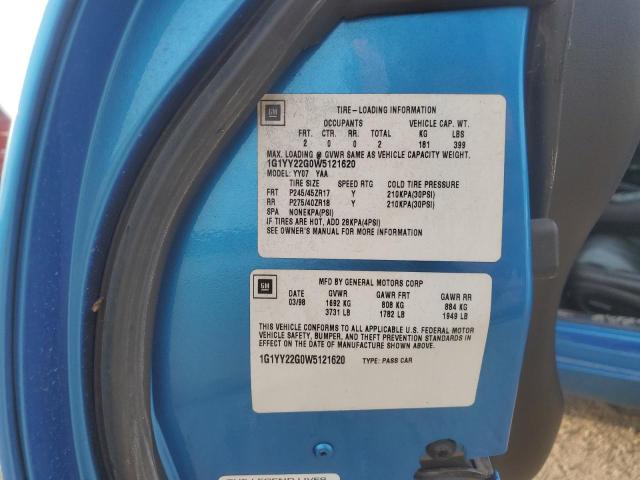 GM
TIRE-LOADING INFORMATION
OCCUPANTS VEHICLE CAP. WT.
FRT. CTR. RR. TOTAL KG LBS
2 0 0 2 181 399
MAX. LOADING @ GVWR SAME AS VEHICLE CAPACITY WEIGHT.
1G1YY22G0W5121620
MODEL: YY07 YAA
TIRE SIZE SPEED RTG COLD TIRE PRESSURE
FRT P245/45ZR17 Y 210KPA(30PSI)
RR P275/40ZR18 Y 210KPA(30PSI)
SPA NONEKPA(PSI)
IF TIRES ARE HOT, ADD 28KPA(4PSI)
SEE OWNER'S MANUAL FOR MORE INFORMATION
GM
MFD BY GENERAL MOTORS CORP
DATE GVWR GAWR FRT GAWR RR
03/98 1692 KG 808 KG 884 KG
3731 LB 1782 LB 1949 LB
THIS VEHICLE CONFORMS TO ALL APPLICABLE U.S. FEDERAL MOTOR
VEHICLE SAFETY, BUMPER, AND THEFT PREVENTION STANDARDS IN
EFFECT ON THE DATE OF MANUFACTURE SHOWN ABOVE.
1G1YY22G0W5121620 TYPE: PASS CAR
THE LEGEND LIVES